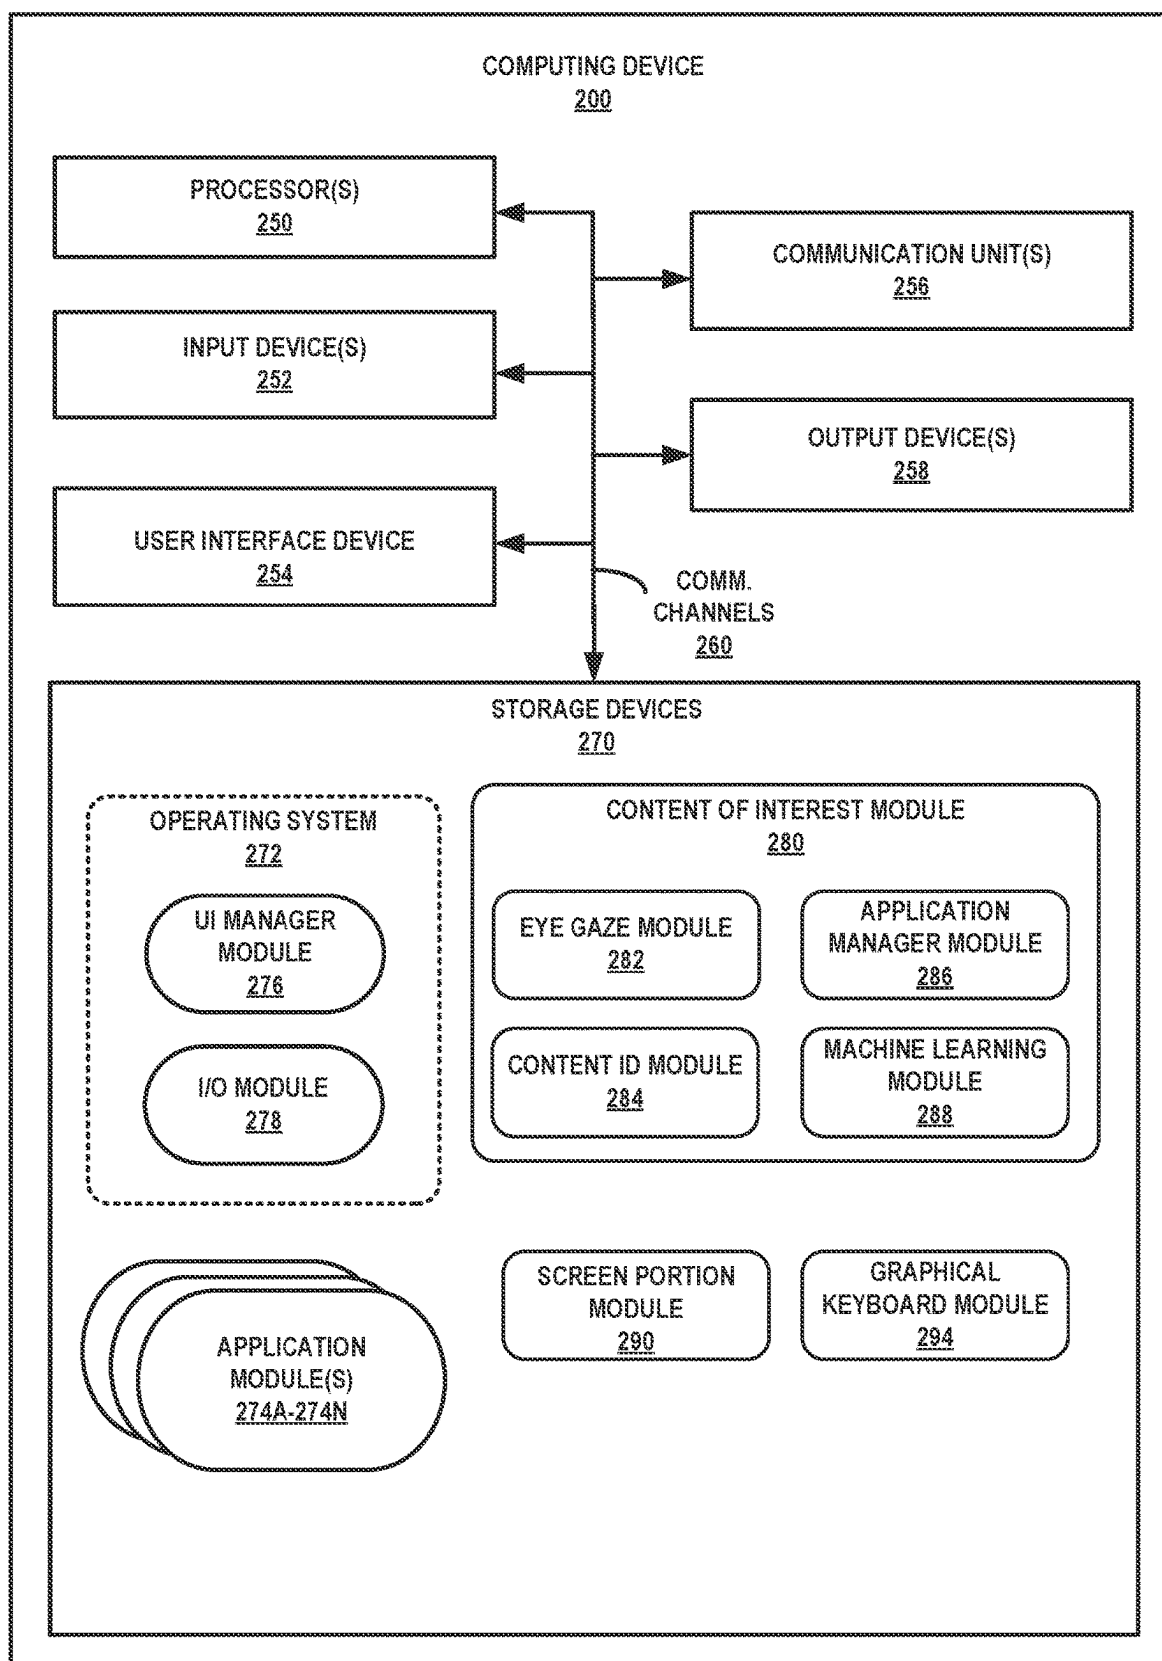 COMPUTING DEVICE
200
PROCESSOR(S)
250
COMMUNICATION UNIT(S)
256
INPUT DEVICE(S)
252
OUTPUT DEVICE(S)
258
USER INTERFACE DEVICE
254
COMM.
CHANNELS
260
STORAGE DEVICES
270
OPERATING SYSTEM
272
UI MANAGER
MODULE
276
I/O MODULE
278
CONTENT OF INTEREST MODULE
280
EYE GAZE MODULE
282
APPLICATION
MANAGER MODULE
286
CONTENT ID MODULE
284
MACHINE LEARNING
MODULE
288
APPLICATION
MODULE(S)
274A-274N
SCREEN PORTION
MODULE
290
GRAPHICAL
KEYBOARD MODULE
294